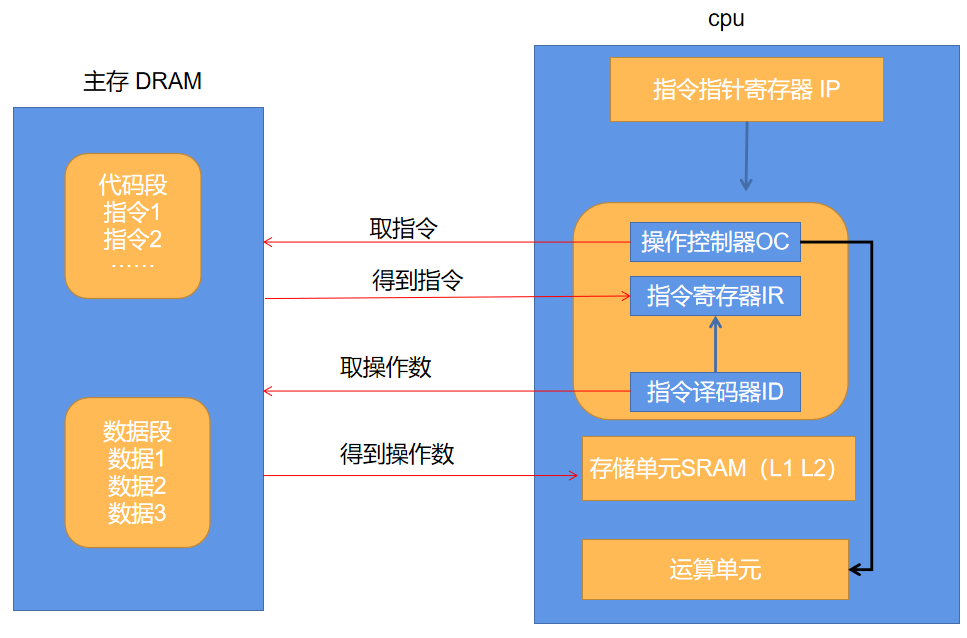 cpu
主存 DRAM
指令指针寄存器 IP
代码段
指令1
指令2
......
取指令
操作控制器OC
得到指令
指令寄存器IR
取操作数
指令译码器ID
数据段
数据1
数据2
数据3
得到操作数
存储单元SRAM（L1 L2）
运算单元